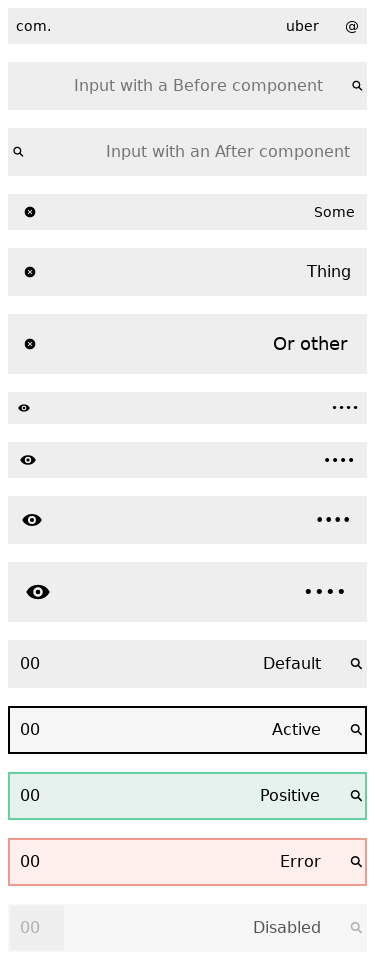 com. uber @
Input with a Before component
Input with an After component
Some
Thing
Or other
••••
••••
••••
••••
00 Default
00 Active
00 Positive
00 Error
00 Disabled